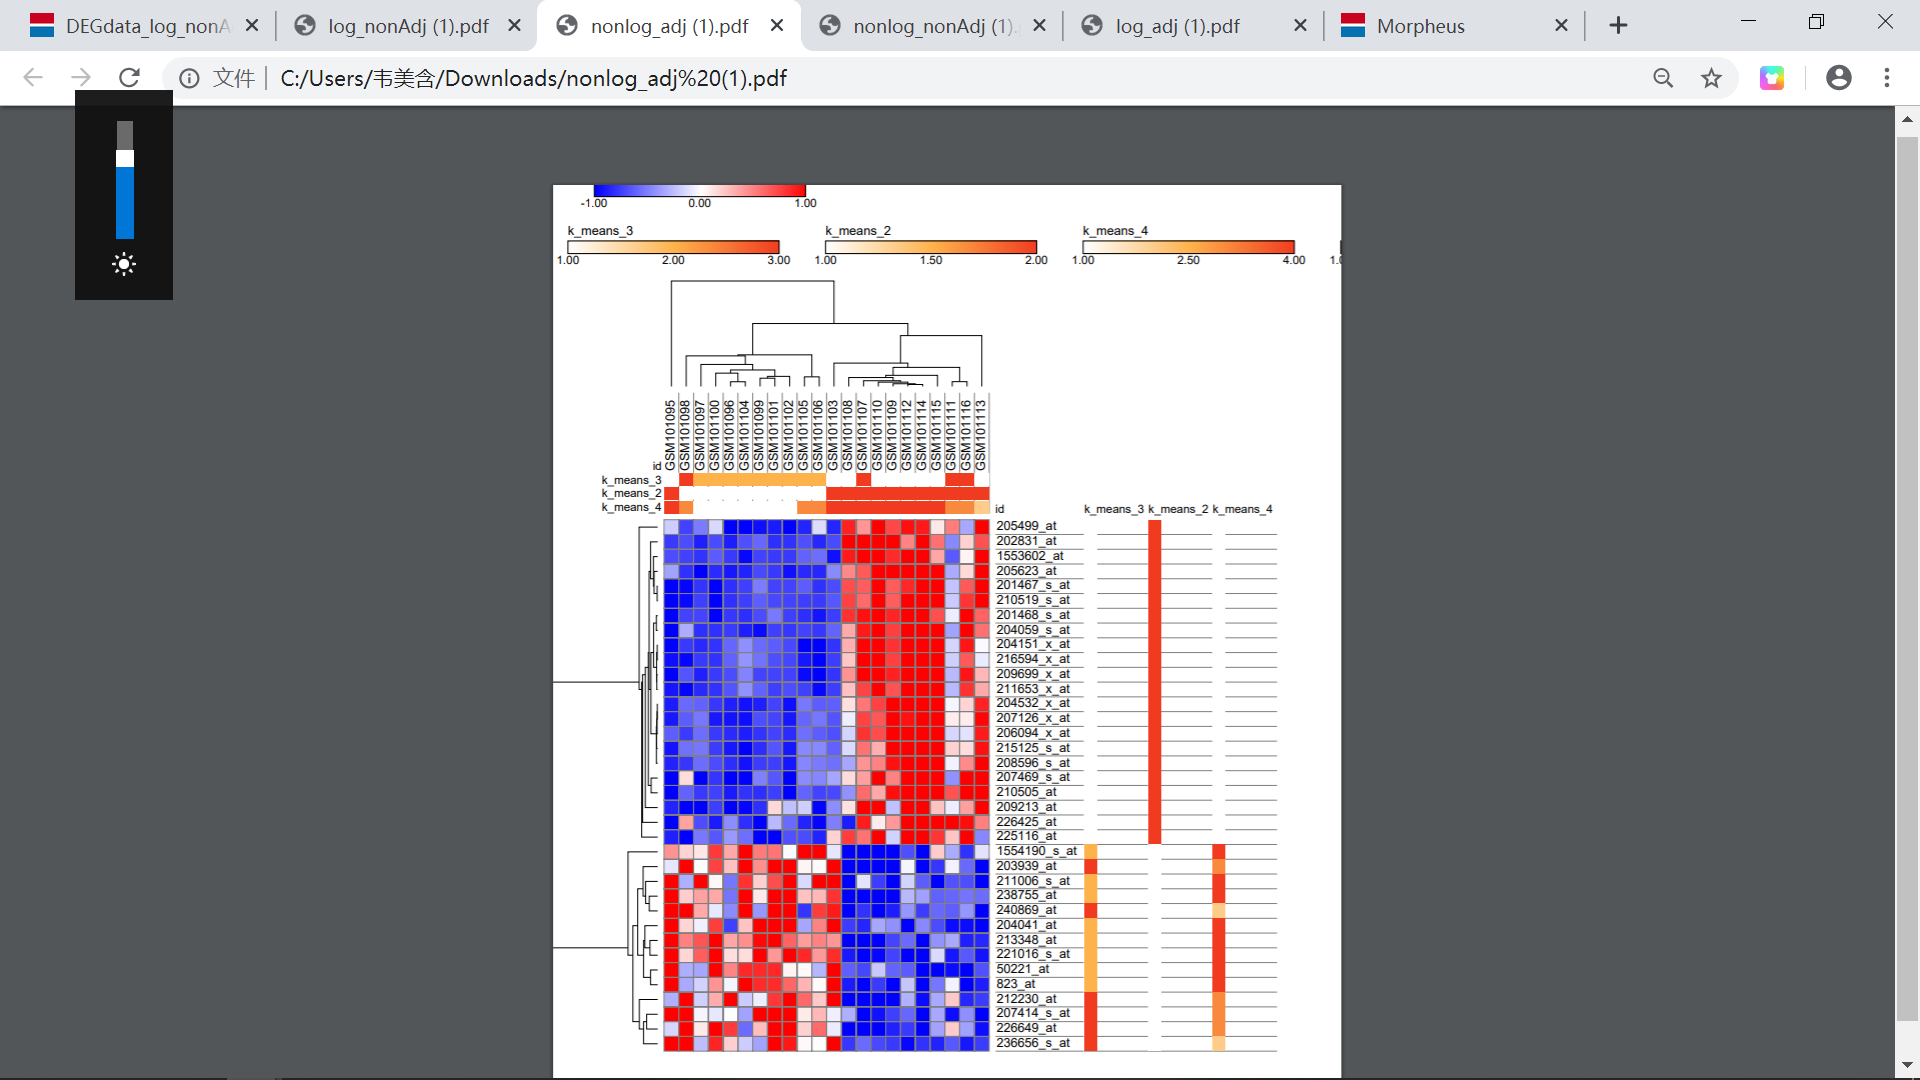 DEGdata_log_nonA
log_nonAdj (1).pdf
nonlog_adj (1).pdf
nonlog_nonAdj (1).
log_adj (1).pdf
Morpheus
文件
C:/Users/韦美含/Downloads/nonlog_adj%20(1).pdf
-1.00 0.00 1.00
k_means_3 k_means_2 k_means_4
1.00 2.00 3.00 1.00 1.50 2.00 1.00 2.50 4.00 1.0
id GSM101095 GSM101098 GSM101097 GSM101100 GSM101096 GSM101104 GSM101099 GSM101101 GSM101102 GSM101105 GSM101106 GSM101103 GSM101108 GSM101107 GSM101110 GSM101109 GSM101112 GSM101114 GSM101115 GSM101111 GSM101116 GSM101113
k_means_3
k_means_2
k_means_4
id k_means_3 k_means_2 k_means_4
205499_at
202831_at
1553602_at
205623_at
201467_s_at
210519_s_at
201468_s_at
204059_s_at
204151_x_at
216594_x_at
209699_x_at
211653_x_at
204532_x_at
207126_x_at
206094_x_at
215125_s_at
208596_s_at
207469_s_at
210505_at
209213_at
226425_at
225116_at
1554190_s_at
203939_at
211006_s_at
238755_at
240869_at
204041_at
213348_at
221016_s_at
50221_at
823_at
212230_at
207414_s_at
226649_at
236656_s_at